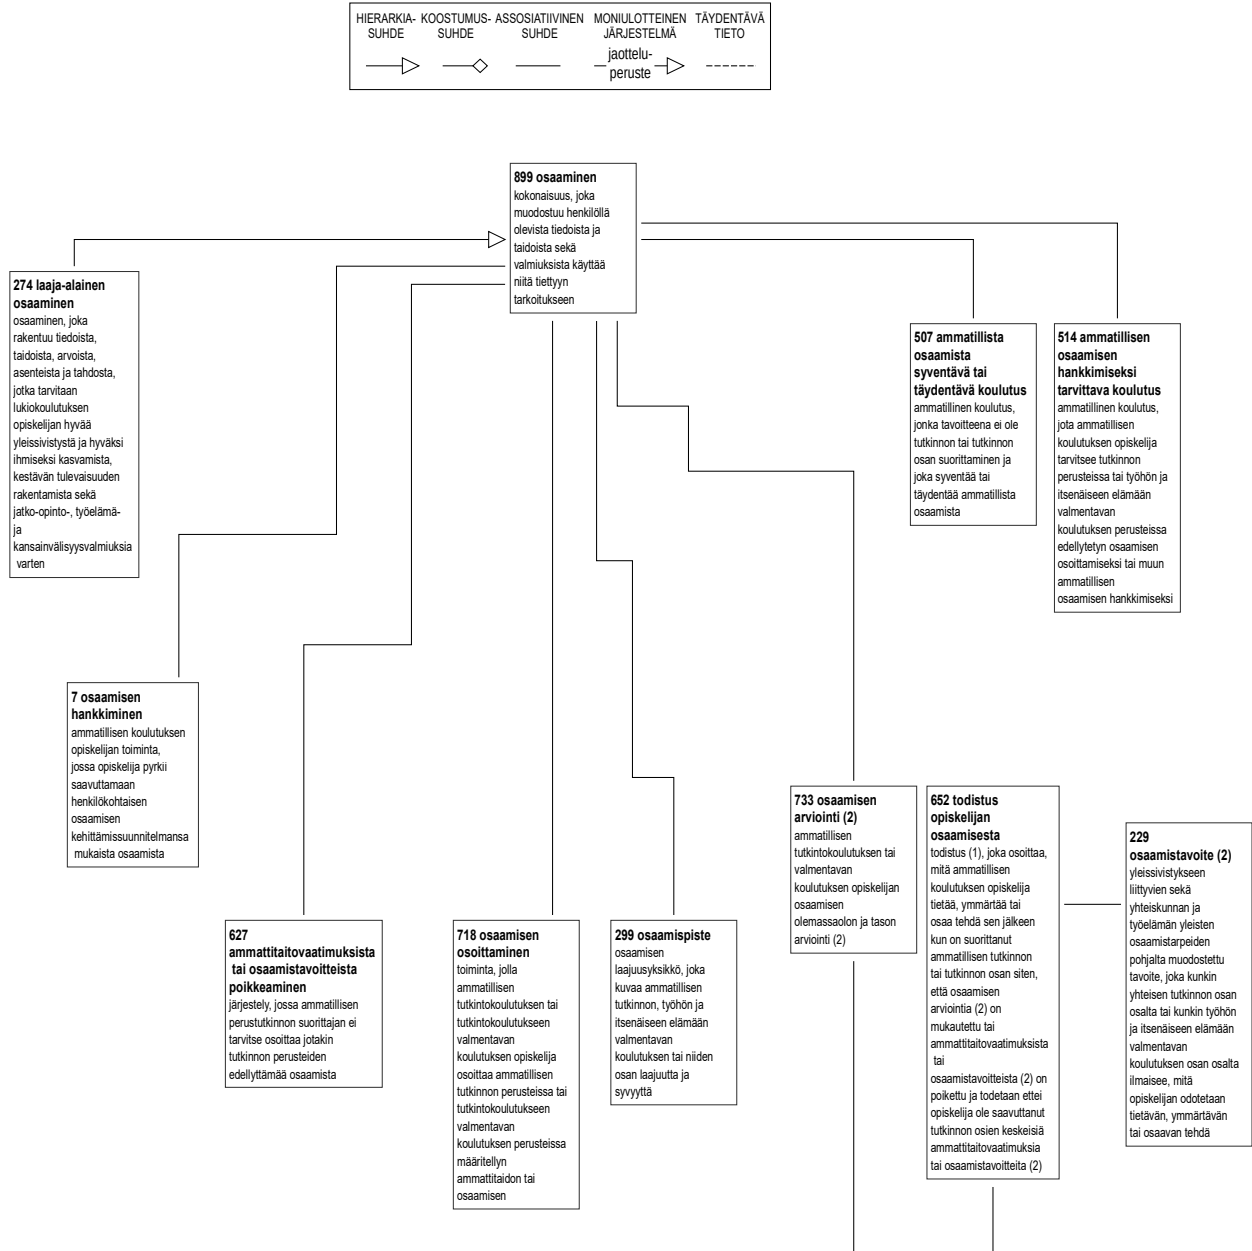 HIERARKIA-
SUHDE
KOOSTUMUS-
SUHDE
ASSOSIATIIVINEN
SUHDE
MONIULOTTEINEN
JÄRJESTELMÄ
TÄYDENTÄVÄ
TIETO
jaottelu-
peruste
899 osaaminen
kokonaisuus, joka
muodostuu henkilöllä
olevista tiedoista ja
taidoista sekä
valmiuksista käyttää
niitä tiettyyn
tarkoitukseen
274 laaja-alainen
osaaminen
osaaminen, joka
rakentuu tiedoista,
taidoista, arvoista,
asenteista ja tahdosta,
jotka tarvitaan
lukiokoulutuksen
opiskelijan hyvää
yleissivistystä ja hyväksi
ihmiseksi kasvamista,
kestävän tulevaisuuden
rakentamista sekä
jatko-opinto-, työelämä-
ja
kansainvälisyysvalmiuksia
varten
507 ammatillista
osaamista
syventävä tai
täydentävä koulutus
ammatillinen koulutus,
jonka tavoitteena ei ole
tutkinnon tai tutkinnon
osan suorittaminen ja
joka syventää tai
täydentää ammatillista
osaamista
514 ammatillisen
osaamisen
hankkimiseksi
tarvittava koulutus
ammatillinen koulutus,
jota ammatillisen
koulutuksen opiskelija
tarvitsee tutkinnon
perusteissa tai työhön ja
itsenäiseen elämään
valmentavan
koulutuksen perusteissa
edellytetyn osaamisen
osoittamiseksi tai muun
ammatillisen
osaamisen hankkimiseksi
7 osaamisen
hankkiminen
ammatillisen koulutuksen
opiskelijan toiminta,
jossa opiskelija pyrkii
saavuttamaan
henkilökohtaisen
osaamisen
kehittämissuunnitelmansa
mukaista osaamista
627
ammattitaitovaatimuksista
tai osaamistavoitteista
poikkeaminen
järjestely, jossa ammatillisen
perustutkinnon suorittajan ei
tarvitse osoittaa jotakin
tutkinnon perusteiden
edellyttämää osaamista
718 osaamisen
osoittaminen
toiminta, jolla
ammatillisen
tutkintokoulutuksen tai
tutkintokoulutukseen
valmentavan
koulutuksen opiskelija
osoittaa ammatillisen
tutkinnon perusteissa tai
tutkintokoulutukseen
valmentavan
koulutuksen perusteissa
määritellyn
ammattitaidon tai
osaamisen
299 osaamispiste
osaamisen
laajuusyksikkö, joka
kuvaa ammatillisen
tutkinnon, työhön ja
itsenäiseen elämään
valmentavan
koulutuksen tai niiden
osan laajuutta ja
syvyyttä
733 osaamisen
arviointi (2)
ammatillisen
tutkintokoulutuksen tai
valmentavan
koulutuksen opiskelijan
osaamisen
olemassaolon ja tason
arviointi (2)
652 todistus
opiskelijan
osaamisesta
todistus (1), joka osoittaa,
mitä ammatillisen
koulutuksen opiskelija
tietää, ymmärtää tai
osaa tehdä sen jälkeen
kun on suorittanut
ammatillisen tutkinnon
tai tutkinnon osan siten,
että osaamisen
arviointia (2) on
mukautettu tai
ammattitaitovaatimuksista
tai
osaamistavoitteista (2) on
poikettu ja todetaan ettei
opiskelija ole saavuttanut
tutkinnon osien keskeisiä
ammattitaitovaatimuksia
tai osaamistavoitteita (2)
229
osaamistavoite (2)
yleissivistykseen
liittyvien sekä
yhteiskunnan ja
työelämän yleisten
osaamistarpeiden
pohjalta muodostettu
tavoite, joka kunkin
yhteisen tutkinnon osan
osalta tai kunkin työhön
ja itsenäiseen elämään
valmentavan
koulutuksen osan osalta
ilmaisee, mitä
opiskelijan odotetaan
tietävän, ymmärtävän
tai osaavan tehdä